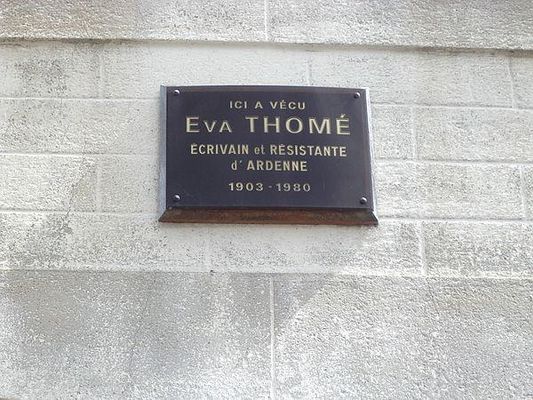 ICI A VÉCU
EVA THOMÉ
ÉCRIVAIN et RÉSISTANTE
d'ARDENNE
1903 - 1980